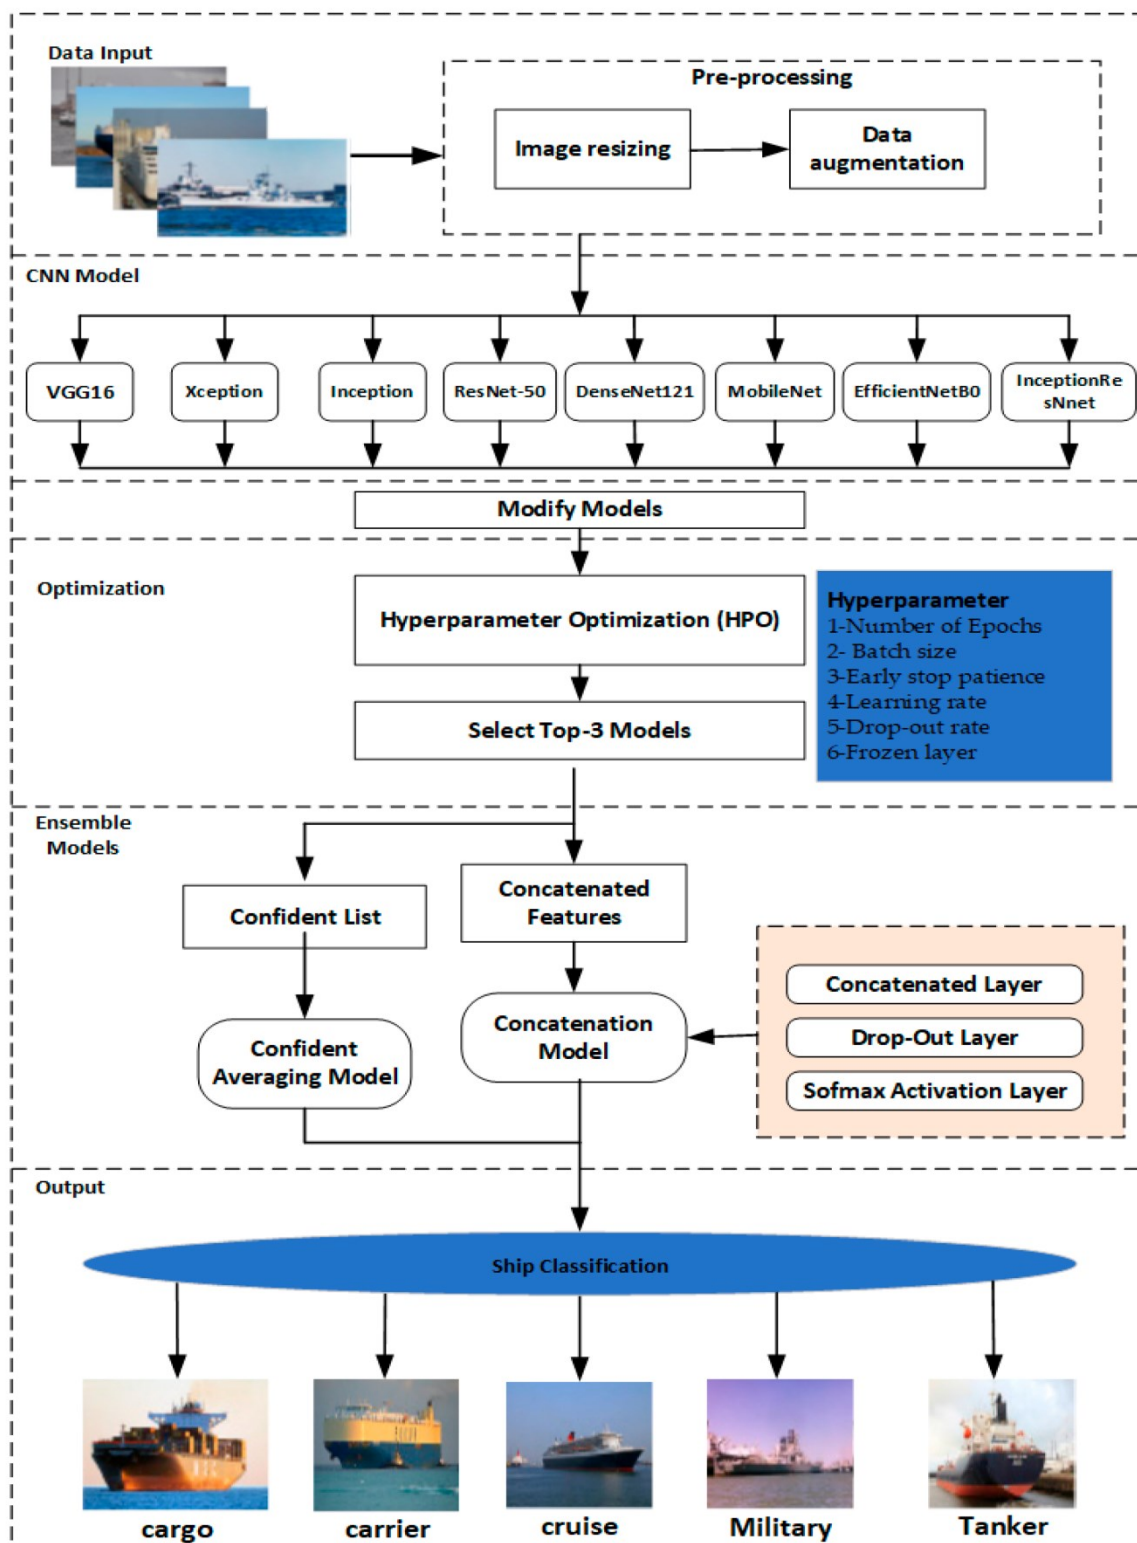 Data Input
Pre-processing
Image resizing
Data
augmentation
CNN Model
VGG16
Xception
Inception
ResNet-50
DenseNet121
MobileNet
EfficientNetB0
InceptionRe
sNnet
Modify Models
Optimization
Hyperparameter Optimization (HPO)
Select Top-3 Models
Hyperparameter
1-Number of Epochs
2- Batch size
3-Early stop patience
4-Learning rate
5-Drop-out rate
6-Frozen layer
Ensemble
Models
Confident List
Concatenated
Features
Confident
Averaging Model
Concatenation
Model
Concatenated Layer
Drop-Out Layer
Sofmax Activation Layer
Output
Ship Classification
cargo
carrier
cruise
Military
Tanker